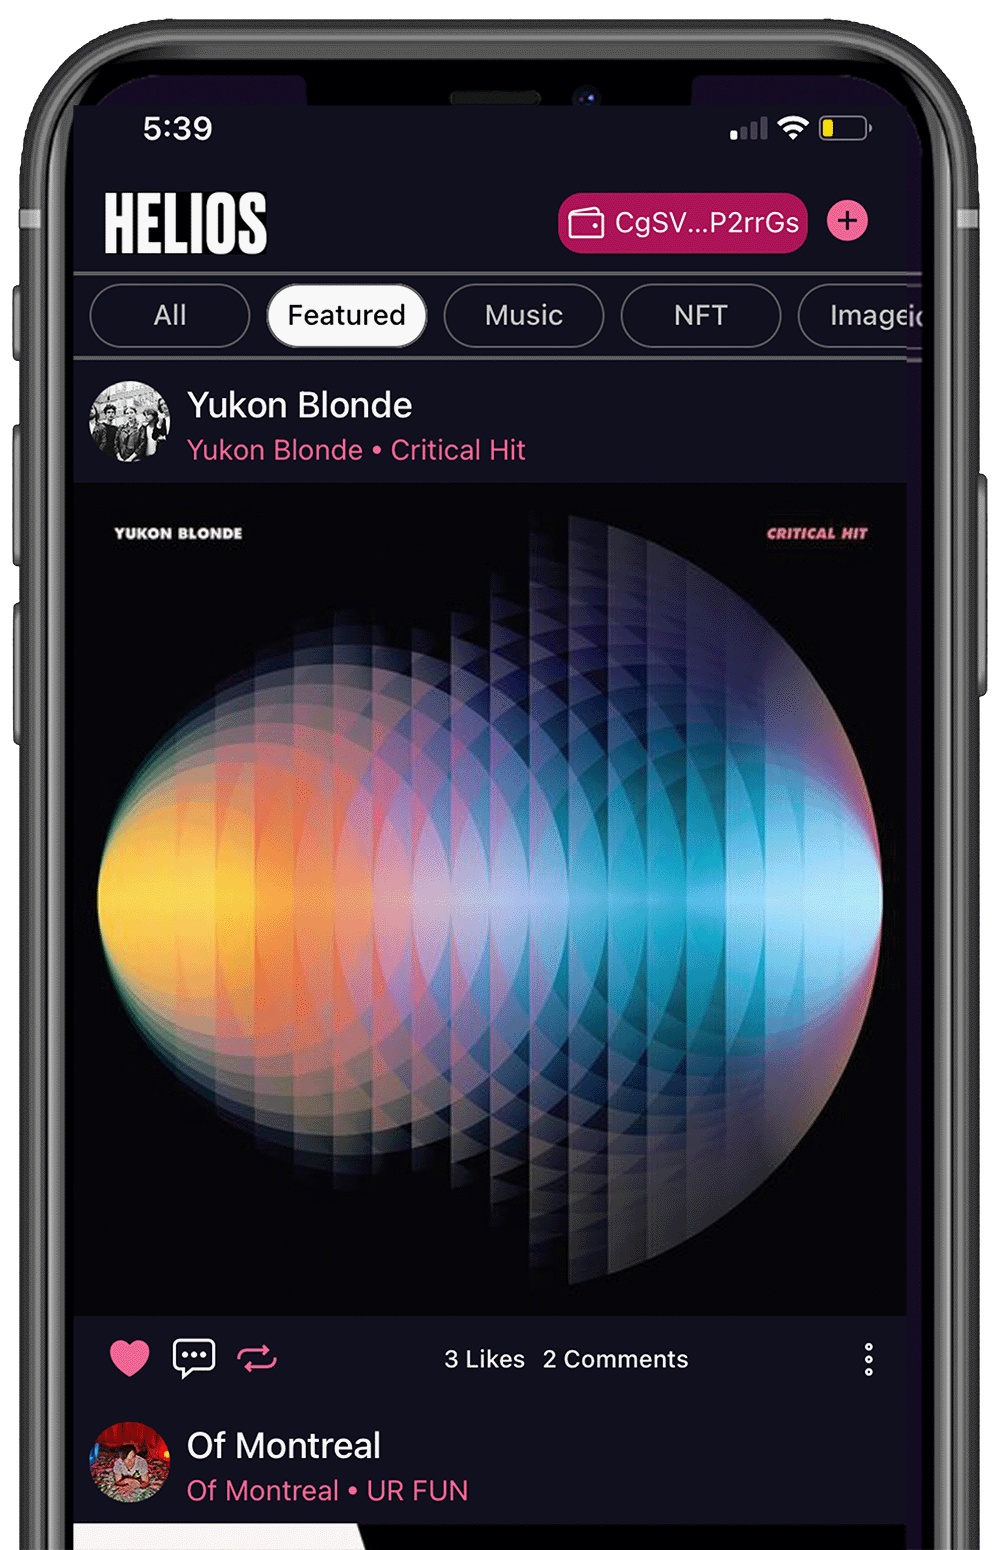 5:39
HELIOS
CgSV...P2rrGs
All Featured Music NFT Image
Yukon Blonde
Yukon Blonde • Critical Hit
YUKON BLONDE CRITICAL HIT
3 Likes 2 Comments
Of Montreal
Of Montreal • UR FUN